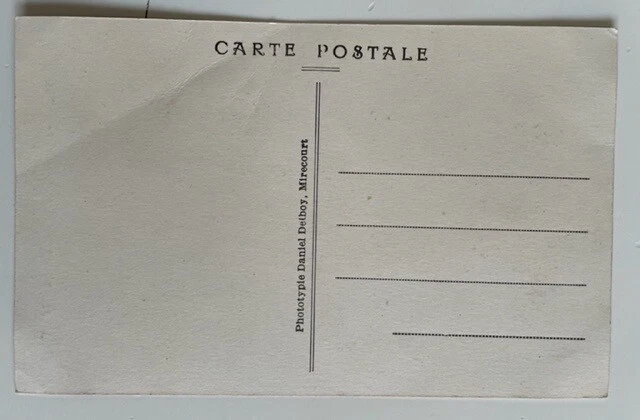 CARTE POSTALE
Phototypie Daniel Delboy, Mirecourt